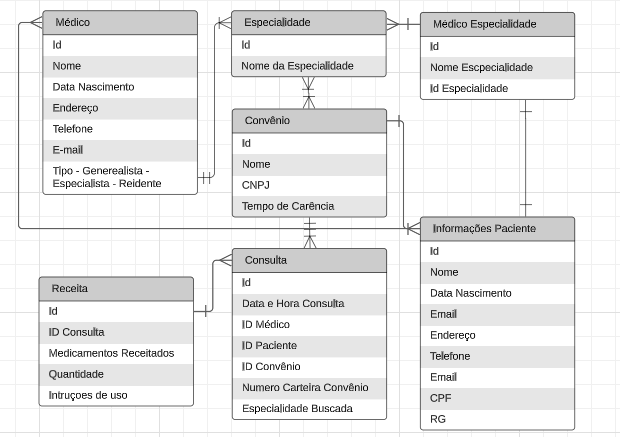 Médico
Id
Nome
Data Nascimento
Endereço
Telefone
E-mail
Tipo - Generealista -
Especialista - Reidente
Especialidade
Id
Nome da Especialidade
Médico Especialidade
Id
Nome Escpecialidade
Id Especialidade
Convênio
Id
Nome
CNPJ
Tempo de Carência
Informações Paciente
Id
Nome
Data Nascimento
Email
Endereço
Telefone
Email
CPF
RG
Consulta
Id
Data e Hora Consulta
ID Médico
ID Paciente
ID Convênio
Numero Carteira Convênio
Especialidade Buscada
Receita
Id
ID Consulta
Medicamentos Receitados
Quantidade
Intruçoes de uso